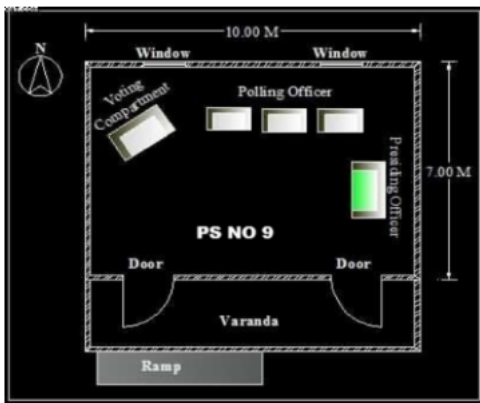 10.00 M
N
Window
Window
Voting
Compartment
Polling Officer
Presiding Officer
7.00 M
PS NO 9
Door
Door
Varanda
Ramp